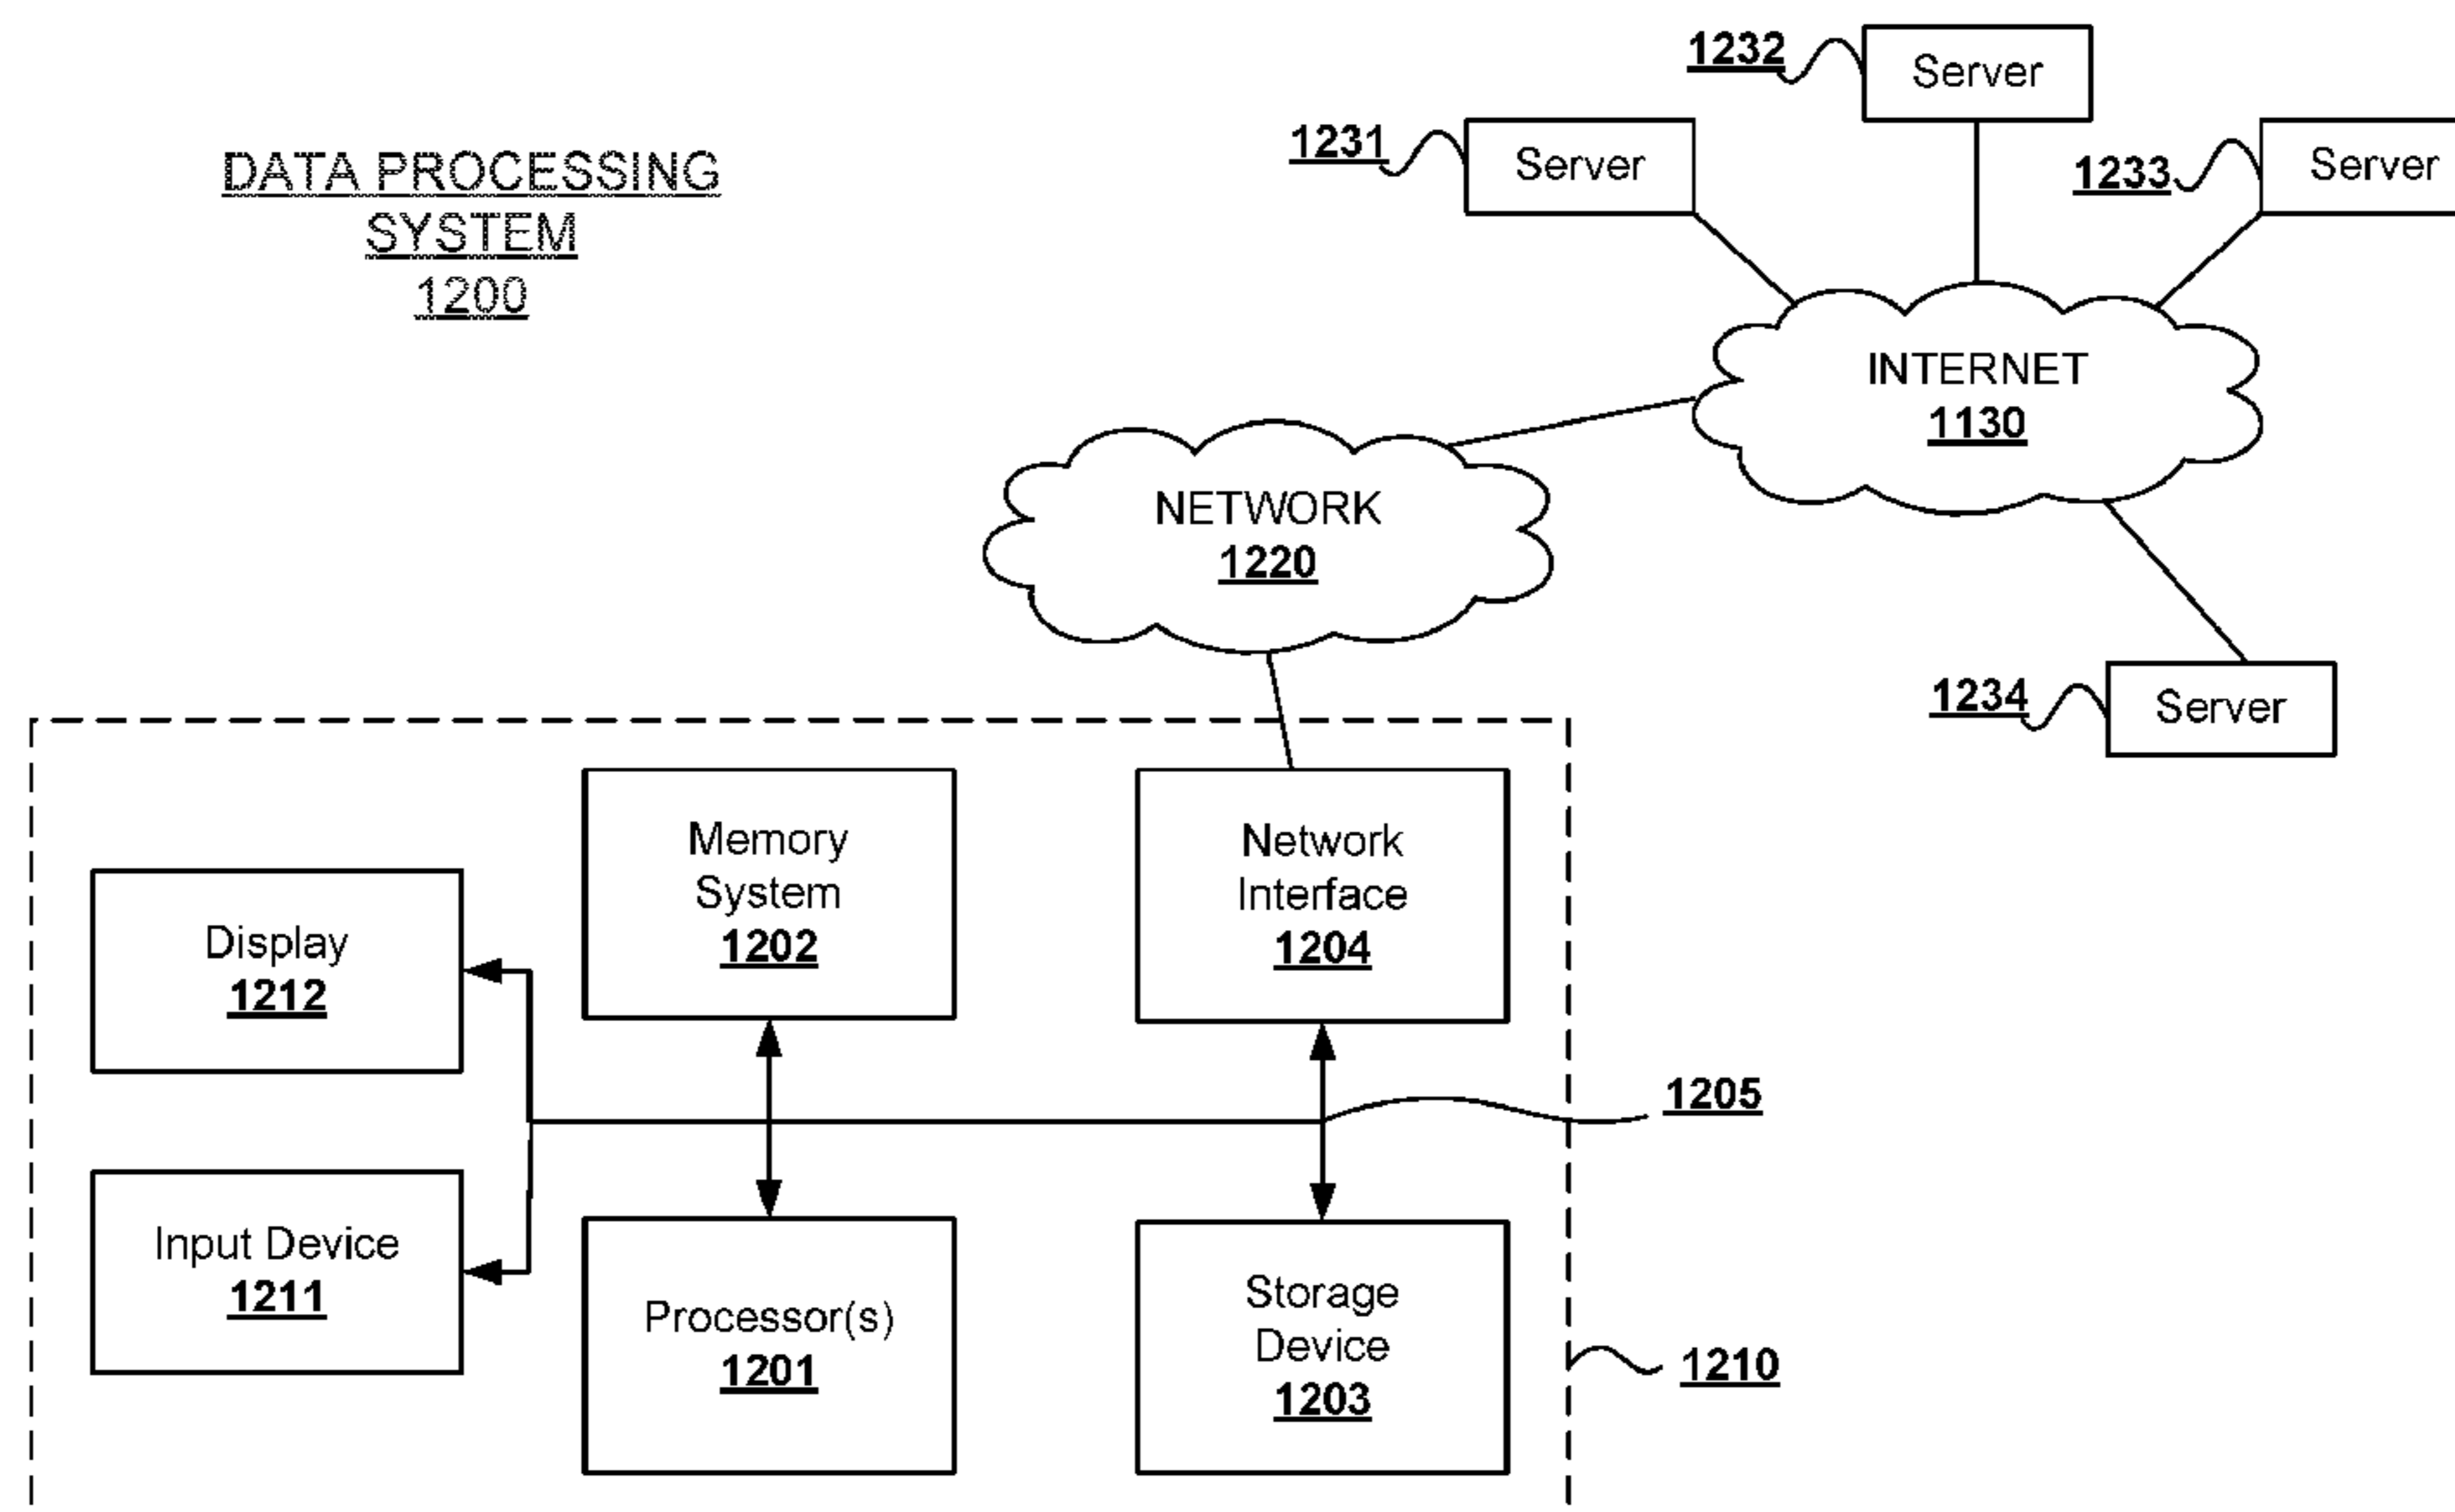 1232
Server
1231
Server
1233
Server
DATA PROCESSING
SYSTEM
1200
INTERNET
1130
NETWORK
1220
1234
Server
Memory
System
1202
Network
Interface
1204
Display
1212
1205
Input Device
1211
Processor(s)
1201
Storage
Device
1203
1210